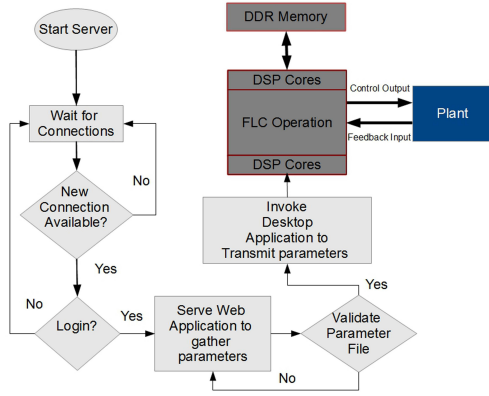 Start Server
Wait for
Connections
No
New
Connection
Available?
Yes
No
Login?
Yes
Serve Web
Application to
gather
parameters
Validate
Parameter
File
No
Yes
Invoke
Desktop
Application to
Transmit parameters
DSP Cores
FLC Operation
DSP Cores
DDR Memory
Control Output
Feedback Input
Plant